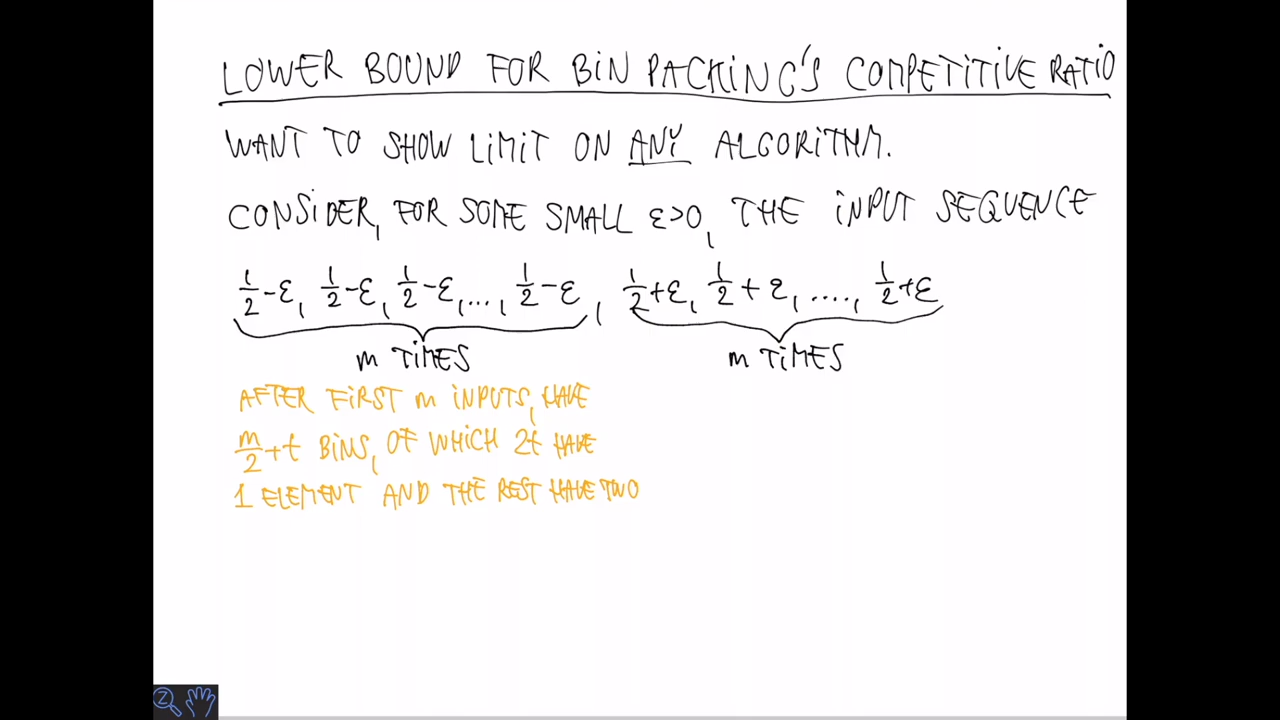 LOWER BOUND FOR BIN PACKING'S COMPETITIVE RATIO
WANT TO SHOW LIMIT ON ANY ALGORITHM.
CONSIDER, FOR SOME SMALL ε>0, THE INPUT SEQUENCE
1/2-ε, 1/2-ε, 1/2-ε,..., 1/2-ε, 1/2+ε, 1/2+ε, ...., 1/2+ε
m TIMES m TIMES
AFTER FIRST m INPUTS, HAVE
m/2+t BINS, OF WHICH 2t HAVE
1 ELEMENT AND THE REST HAVE TWO
Z